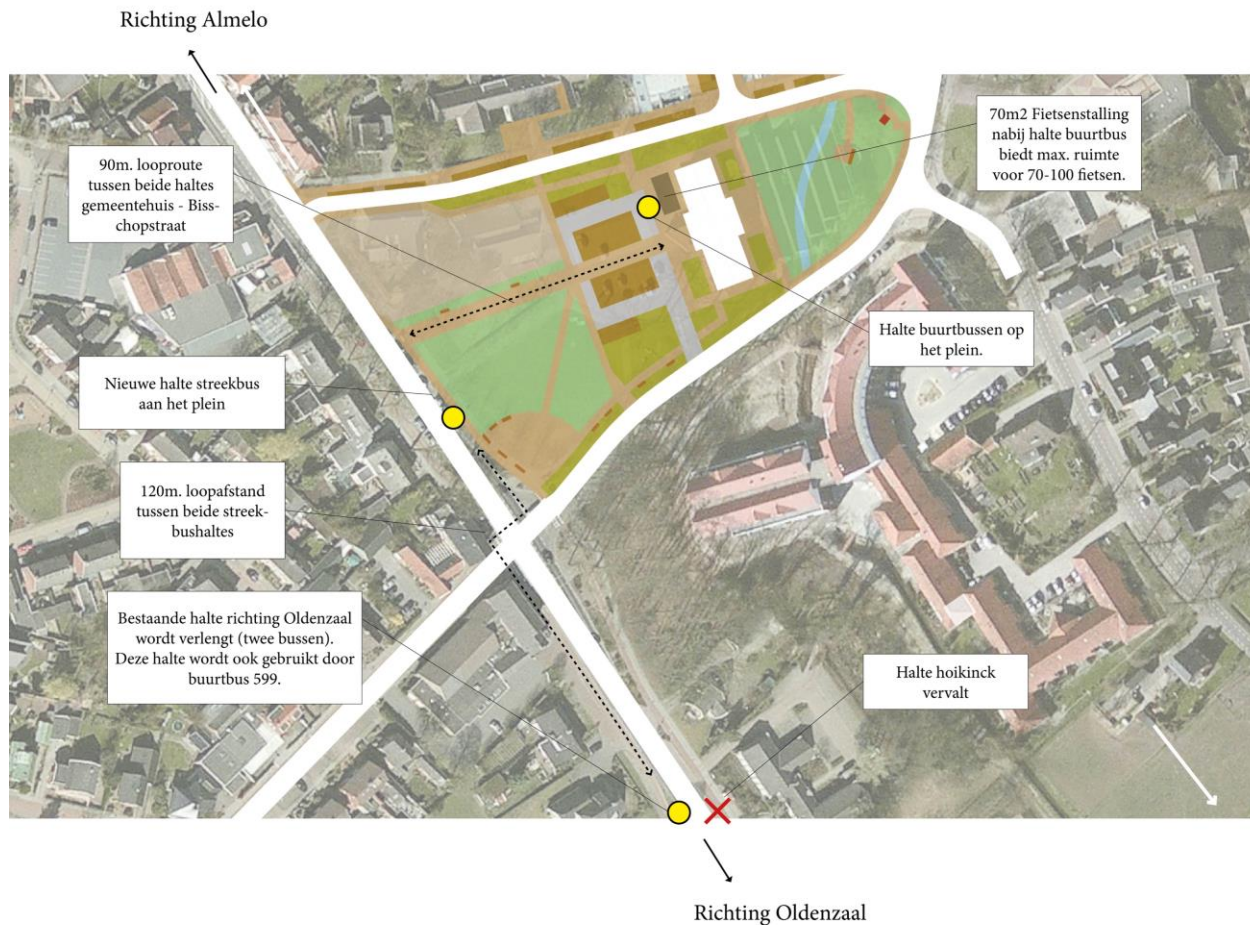 Richting Almelo
90m. looproute
tussen beide haltes
gemeentehuis - Biss-
chopstraat
70m2 Fietsenstalling
nabij halte buurtbus
biedt max. ruimte
voor 70-100 fietsen.
Halte buurtbussen op
het plein.
Nieuwe halte streekbus
aan het plein
120m. loopafstand
tussen beide streek-
bushaltes
Bestaande halte richting Oldenzaal
wordt verlengt (twee bussen).
Deze halte wordt ook gebruikt door
buurtbus 599.
Halte hoikinck
vervalt
Richting Oldenzaal